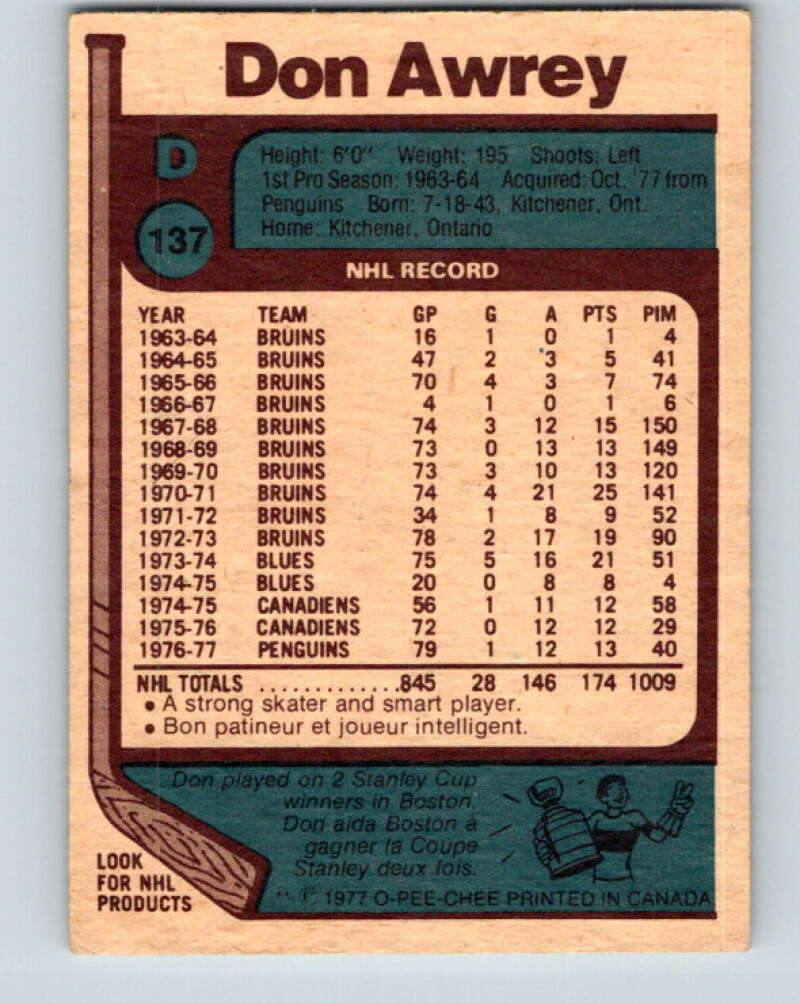 Don Awrey
D
Height: 6'0" Weight: 195 Shoots: Left
1st Pro Season: 1963-64 Acquired: Oct. '77 from
Penguins Born: 7-18-43, Kitchener, Ont.
Home: Kitchener, Ontario
137
NHL RECORD
YEAR TEAM GP G A PTS PIM
1963-64 BRUINS 16 1 0 1 4
1964-65 BRUINS 47 2 3 5 41
1965-66 BRUINS 70 4 3 7 74
1966-67 BRUINS 4 1 0 1 6
1967-68 BRUINS 74 3 12 15 150
1968-69 BRUINS 73 0 13 13 149
1969-70 BRUINS 73 3 10 13 120
1970-71 BRUINS 74 4 21 25 141
1971-72 BRUINS 34 1 8 9 52
1972-73 BRUINS 78 2 17 19 90
1973-74 BLUES 75 5 16 21 51
1974-75 BLUES 20 0 8 8 4
1974-75 CANADIENS 56 1 11 12 58
1975-76 CANADIENS 72 0 12 12 29
1976-77 PENGUINS 79 1 12 13 40
NHL TOTALS .............845 28 146 174 1009
• A strong skater and smart player.
• Bon patineur et joueur intelligent.
Don played on 2 Stanley Cup
winners in Boston.
Don aida Boston à
gagner la Coupe
Stanley deux fois.
LOOK
FOR NHL
PRODUCTS
** © 1977 O-PEE-CHEE PRINTED IN CANADA